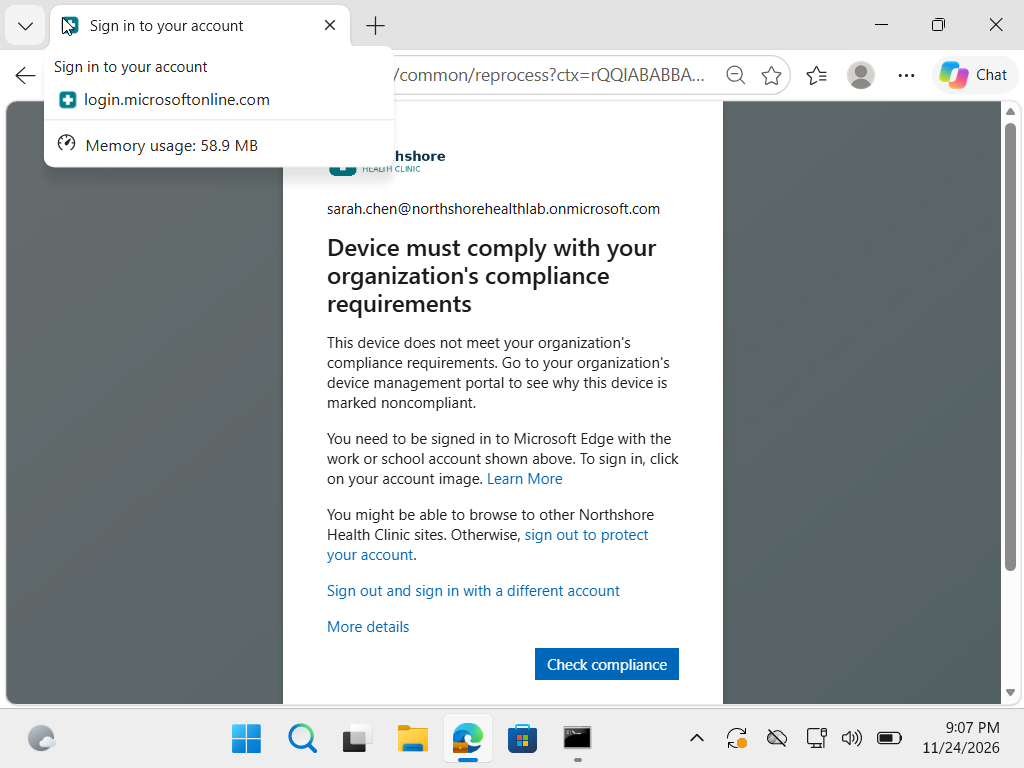 Sign in to your account
Sign in to your account
login.microsoftonline.com
Memory usage: 58.9 MB
/common/reprocess?ctx=rQQIABABBA...
Chat
hshore
HEALTH CLINIC
sarah.chen@northshorehealthlab.onmicrosoft.com
Device must comply with your
organization's compliance
requirements
This device does not meet your organization's
compliance requirements. Go to your organization's
device management portal to see why this device is
marked noncompliant.
You need to be signed in to Microsoft Edge with the
work or school account shown above. To sign in, click
on your account image. Learn More
You might be able to browse to other Northshore
Health Clinic sites. Otherwise, sign out to protect
your account.
Sign out and sign in with a different account
More details
Check compliance
9:07 PM
11/24/2026